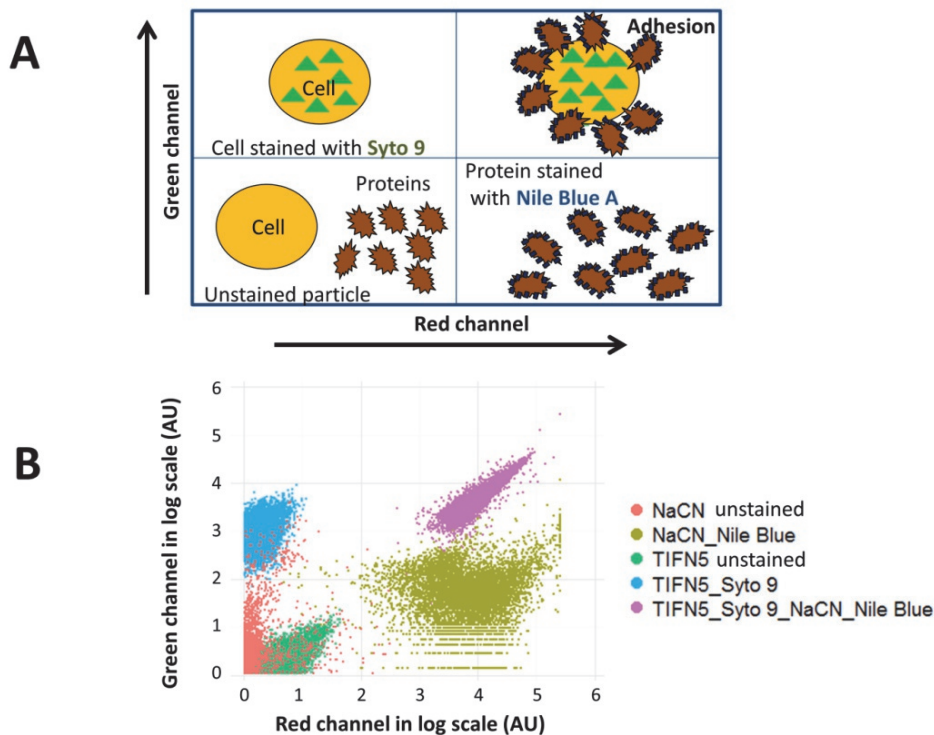 A
Green channel
Cell
Cell stained with Syto 9
Adhesion
Cell
Proteins
Unstained particle
Protein stained
with Nile Blue A
Red channel
B
Green channel in log scale (AU)
6
5
4
3
2
1
0
0 1 2 3 4 5 6
Red channel in log scale (AU)
NaCN unstained
NaCN_Nile Blue
TIFN5 unstained
TIFN5_Syto 9
TIFN5_Syto 9_NaCN_Nile Blue